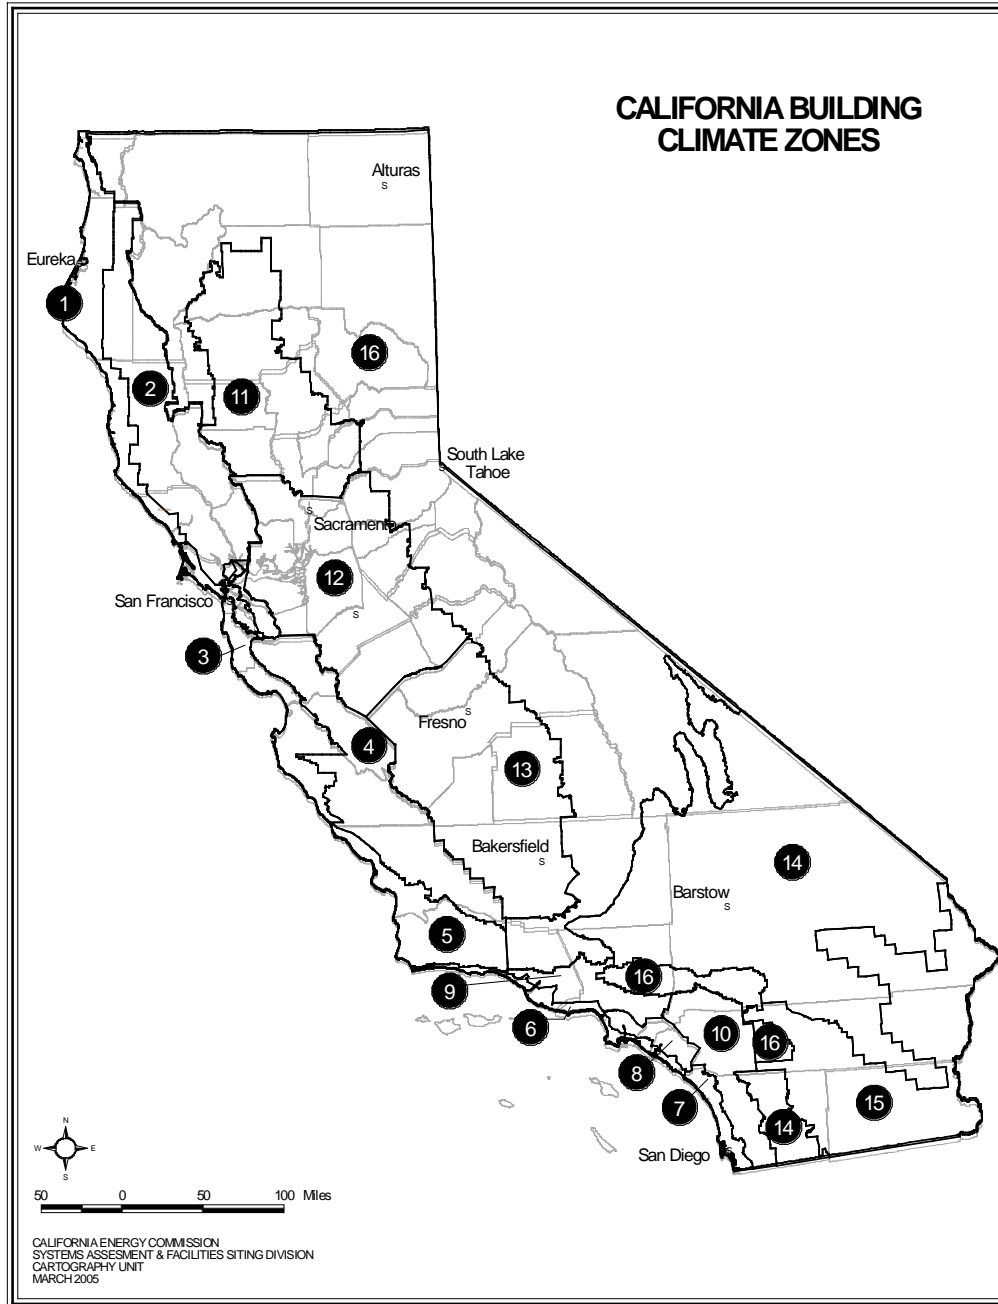 CALIFORNIA BUILDING
CLIMATE ZONES
Alturas
S
Eureka
1
16
2
11
South Lake
Tahoe
S
Sacramento
12
San Francisco
S
3
Fresno
S
4
13
Bakersfield
S
14
Barstow
S
5
16
9
6
10
16
8
7
15
14
San Diego
S
N
W
E
S
50
0
50
100 Miles
CALIFORNIA ENERGY COMMISSION
SYSTEMS ASSESMENT & FACILITIES SITING DIVISION
CARTOGRAPHY UNIT
MARCH 2005